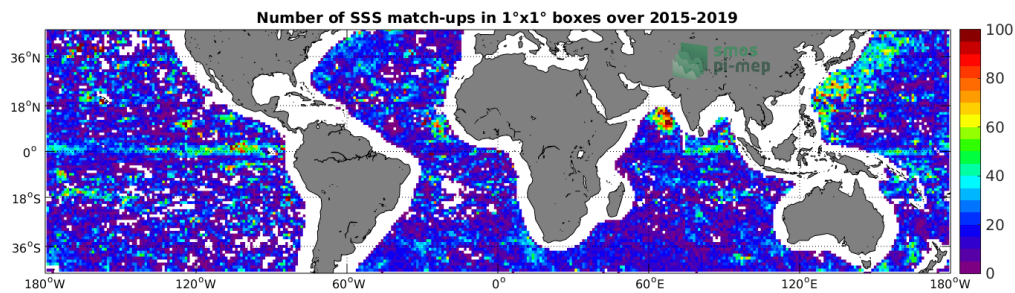 Number of SSS match-ups in 1°x1° boxes over 2015-2019
smos
pi-mep
36°N
18°N
0°
18°S
36°S
180°W 120°W 60°W 0° 60°E 120°E 180°W
100
80
60
40
20
0